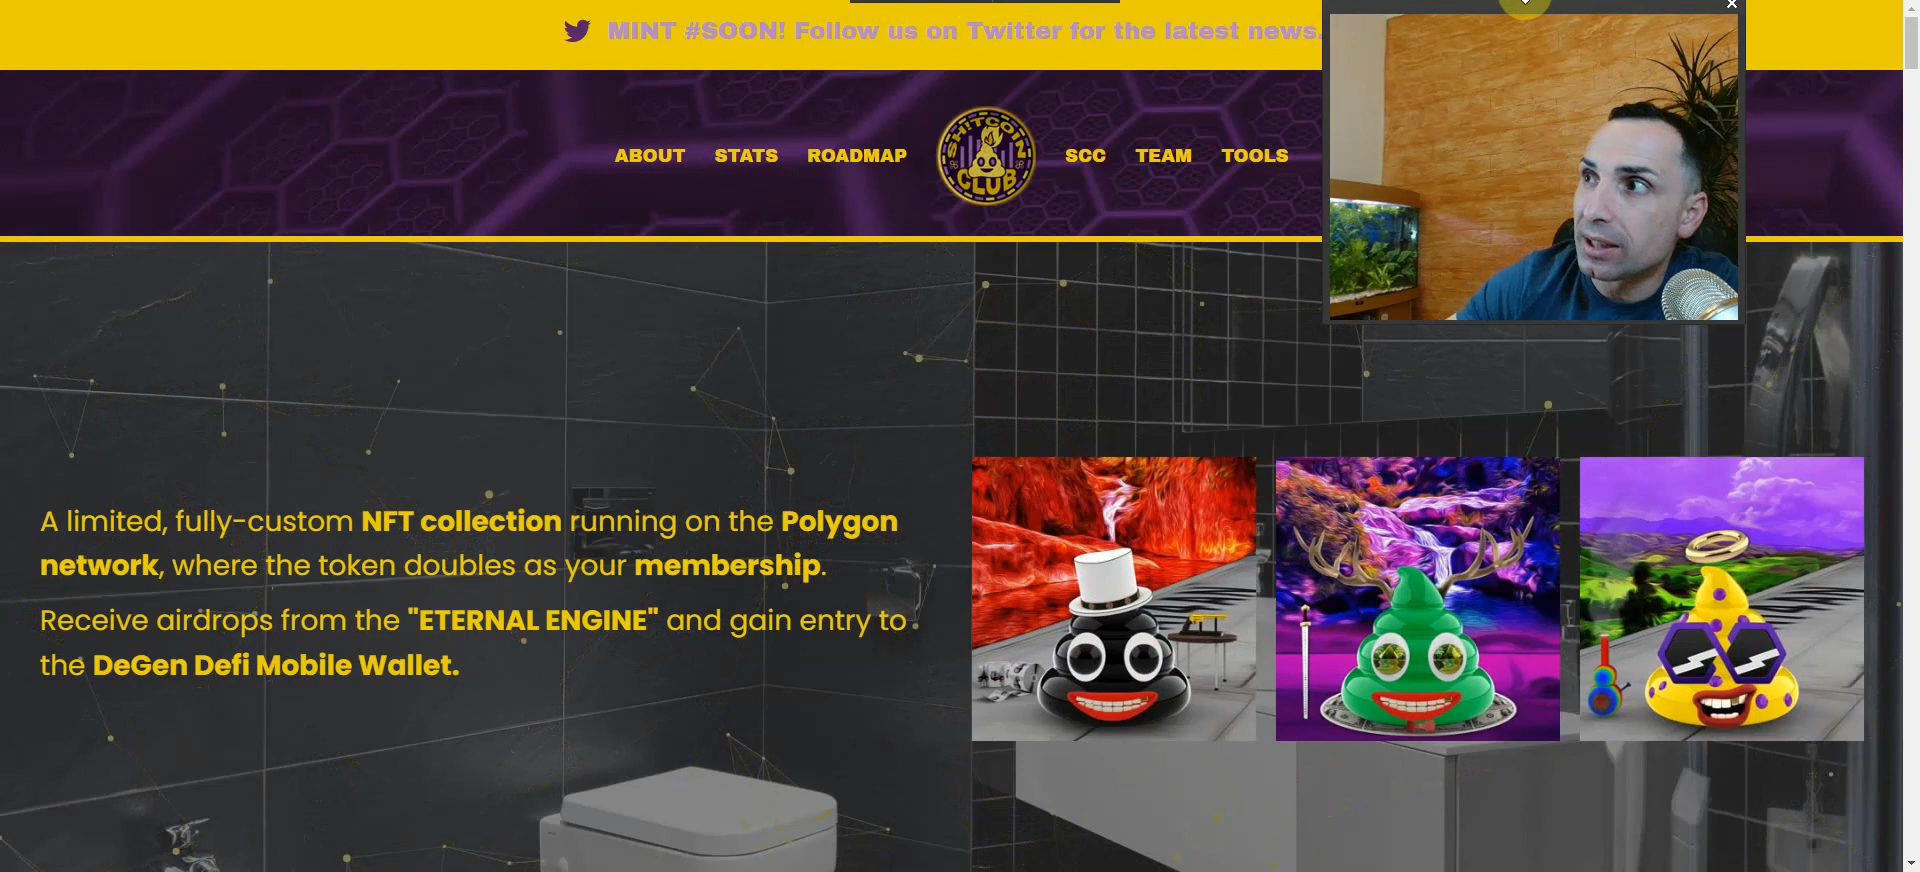 MINT #SOON! Follow us on Twitter for the latest news.
ABOUT STATS ROADMAP SHITCOIN CLUB SCC TEAM TOOLS
A limited, fully-custom NFT collection running on the Polygon
network, where the token doubles as your membership.
Receive airdrops from the "ETERNAL ENGINE" and gain entry to
the DeGen Defi Mobile Wallet.